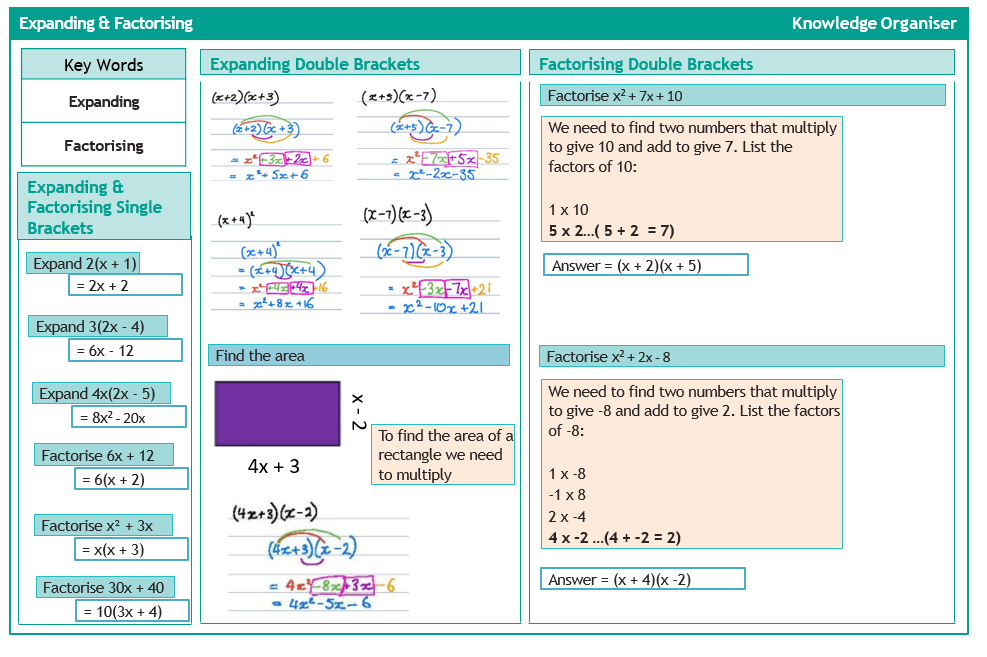 Expanding & Factorising
Knowledge Organiser
Key Words
Expanding
Factorising
Expanding &
Factorising Single
Brackets
Expand 2(x + 1)
= 2x + 2
Expand 3(2x - 4)
= 6x - 12
Expand 4x(2x - 5)
= 8x² - 20x
Factorise 6x + 12
= 6(x + 2)
Factorise x² + 3x
= x(x + 3)
Factorise 30x + 40
= 10(3x + 4)
Expanding Double Brackets
(x+2)(x+3)
(x+2)(x+3)
= x²+3x+2x+6
= x²+5x+6
(x+5)(x-7)
(x+5)(x-7)
= x²-7x+5x-35
= x²-2x-35
(x+4)²
(x+4)²
= (x+4)(x+4)
= x²+4x+4x+16
= x²+8x+16
(x-7)(x-3)
(x-7)(x-3)
= x²-3x-7x+21
= x²-10x+21
Find the area
x - 2
4x + 3
To find the area of a
rectangle we need
to multiply
(4x+3)(x-2)
(4x+3)(x-2)
= 4x²-8x+3x-6
= 4x²-5x-6
Factorising Double Brackets
Factorise x² + 7x + 10
We need to find two numbers that multiply
to give 10 and add to give 7. List the
factors of 10:
1 x 10
5 x 2...( 5 + 2 = 7)
Answer = (x + 2)(x + 5)
Factorise x² + 2x - 8
We need to find two numbers that multiply
to give -8 and add to give 2. List the factors
of -8:
1 x -8
-1 x 8
2 x -4
4 x -2 ...(4 + -2 = 2)
Answer = (x + 4)(x -2)